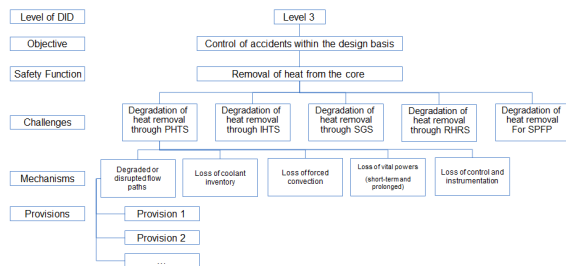 Level of DID
Level 3
Objective
Control of accidents within the design basis
Safety Function
Removal of heat from the core
Challenges
Degradation of
heat removal
through PHTS
Degradation of
heat removal
through IHTS
Degradation of
heat removal
through SGS
Degradation of
heat removal
through RHRS
Degradation of
heat removal
For SPFP
Mechanisms
Degraded or
disrupted flow
paths
Loss of coolant
inventory
Loss of forced
convection
Loss of vital powers
(short-term and
prolonged)
Loss of control and
instrumentation
Provisions
Provision 1
Provision 2
...